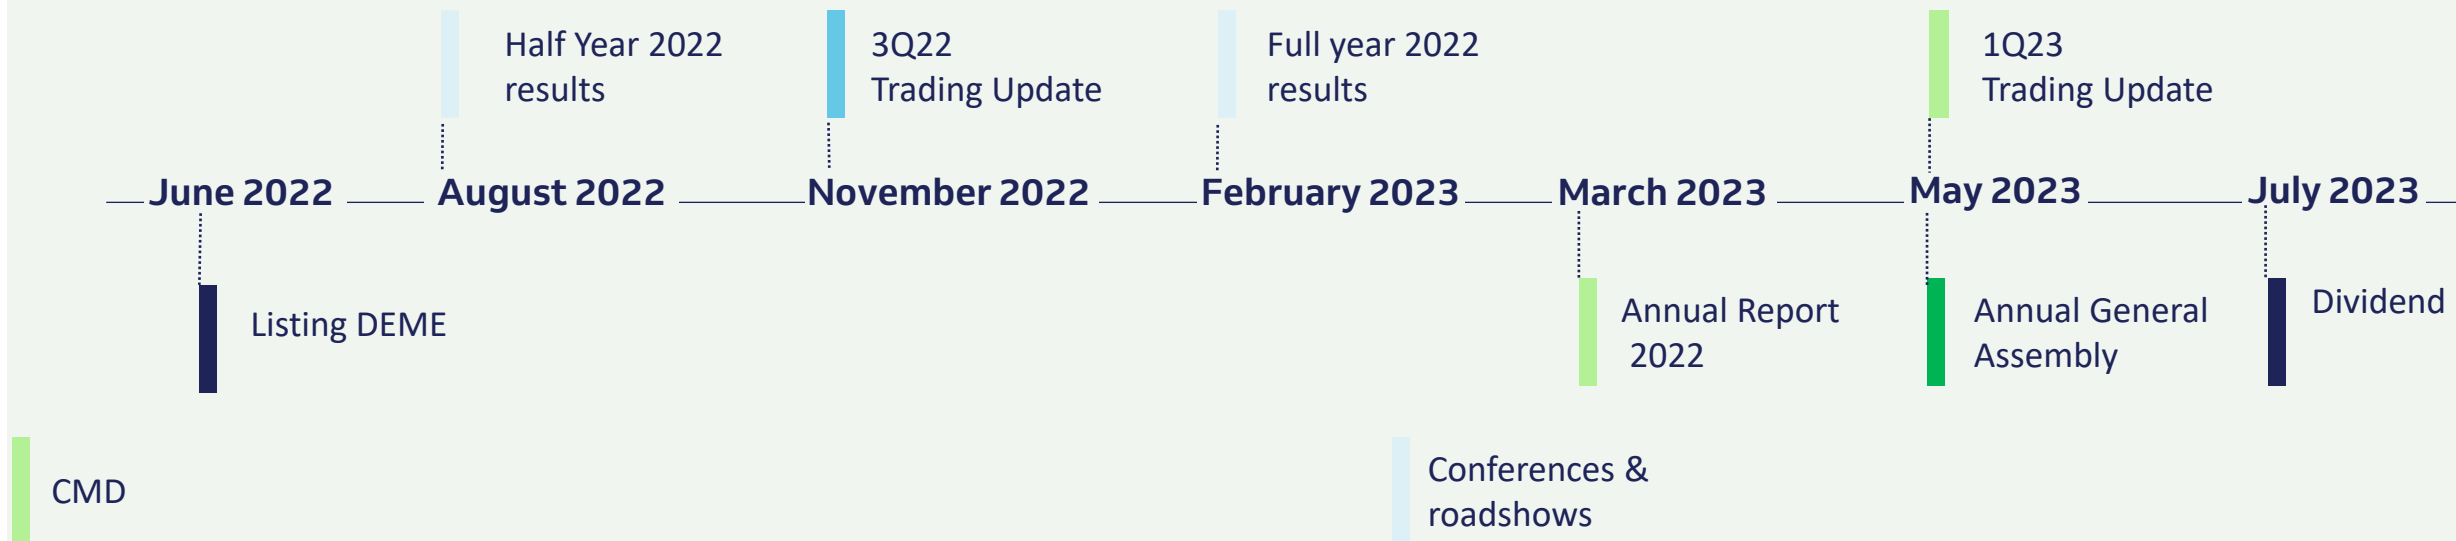 Half Year 2022
results
3Q22
Trading Update
Full year 2022
results
1Q23
Trading Update
June 2022
August 2022
November 2022
February 2023
March 2023
May 2023
July 2023
Listing DEME
Annual Report
2022
Annual General
Assembly
Dividend
CMD
Conferences &
roadshows